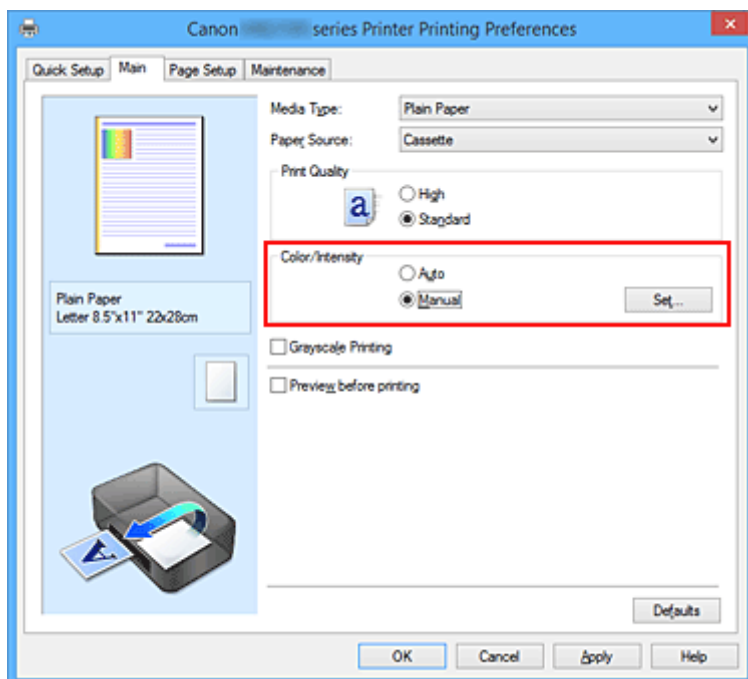 Canon series Printer Printing Preferences
Quick Setup Main Page Setup Maintenance
Media Type: Plain Paper
Paper Source: Cassette
Print Quality
a
High
Standard
Color/Intensity
Auto
Manual Set...
Plain Paper
Letter 8.5"x11" 22x28cm
Grayscale Printing
Preview before printing
A
Defaults
OK Cancel Apply Help